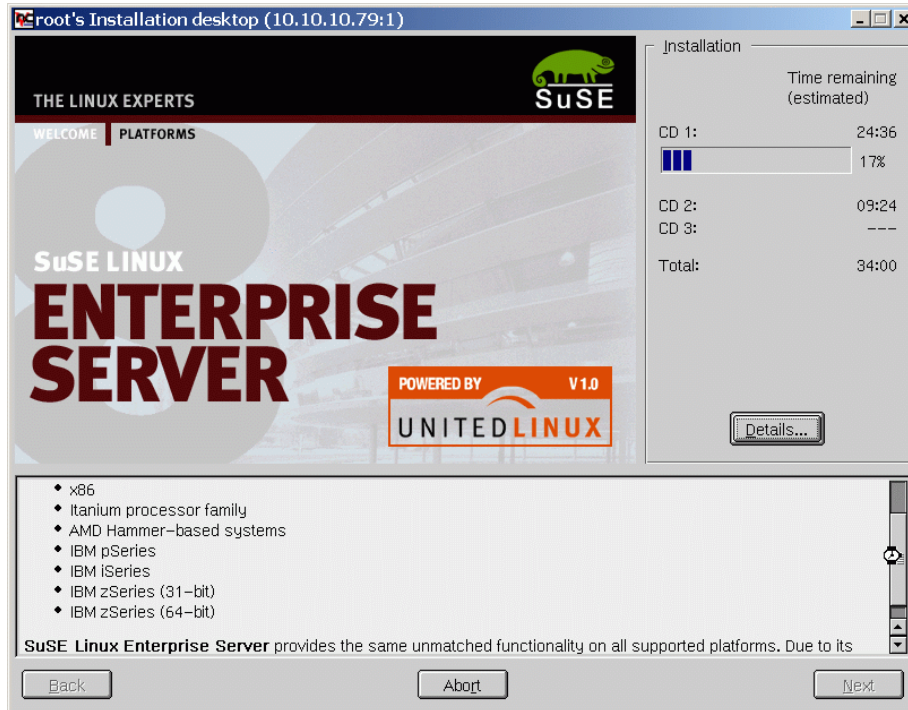 root's Installation desktop (10.10.10.79:1)
THE LINUX EXPERTS
SuSE
WELCOME PLATFORMS
8
SuSE LINUX
ENTERPRISE
SERVER
POWERED BY V 1.0
UNITEDLINUX
Installation
Time remaining
(estimated)
CD 1: 24:36
17%
CD 2: 09:24
CD 3: ---
Total: 34:00
Details...
◆ x86
◆ Itanium processor family
◆ AMD Hammer-based systems
◆ IBM pSeries
◆ IBM iSeries
◆ IBM zSeries (31-bit)
◆ IBM zSeries (64-bit)
SuSE Linux Enterprise Server provides the same unmatched functionality on all supported platforms. Due to its
Back Abort Next